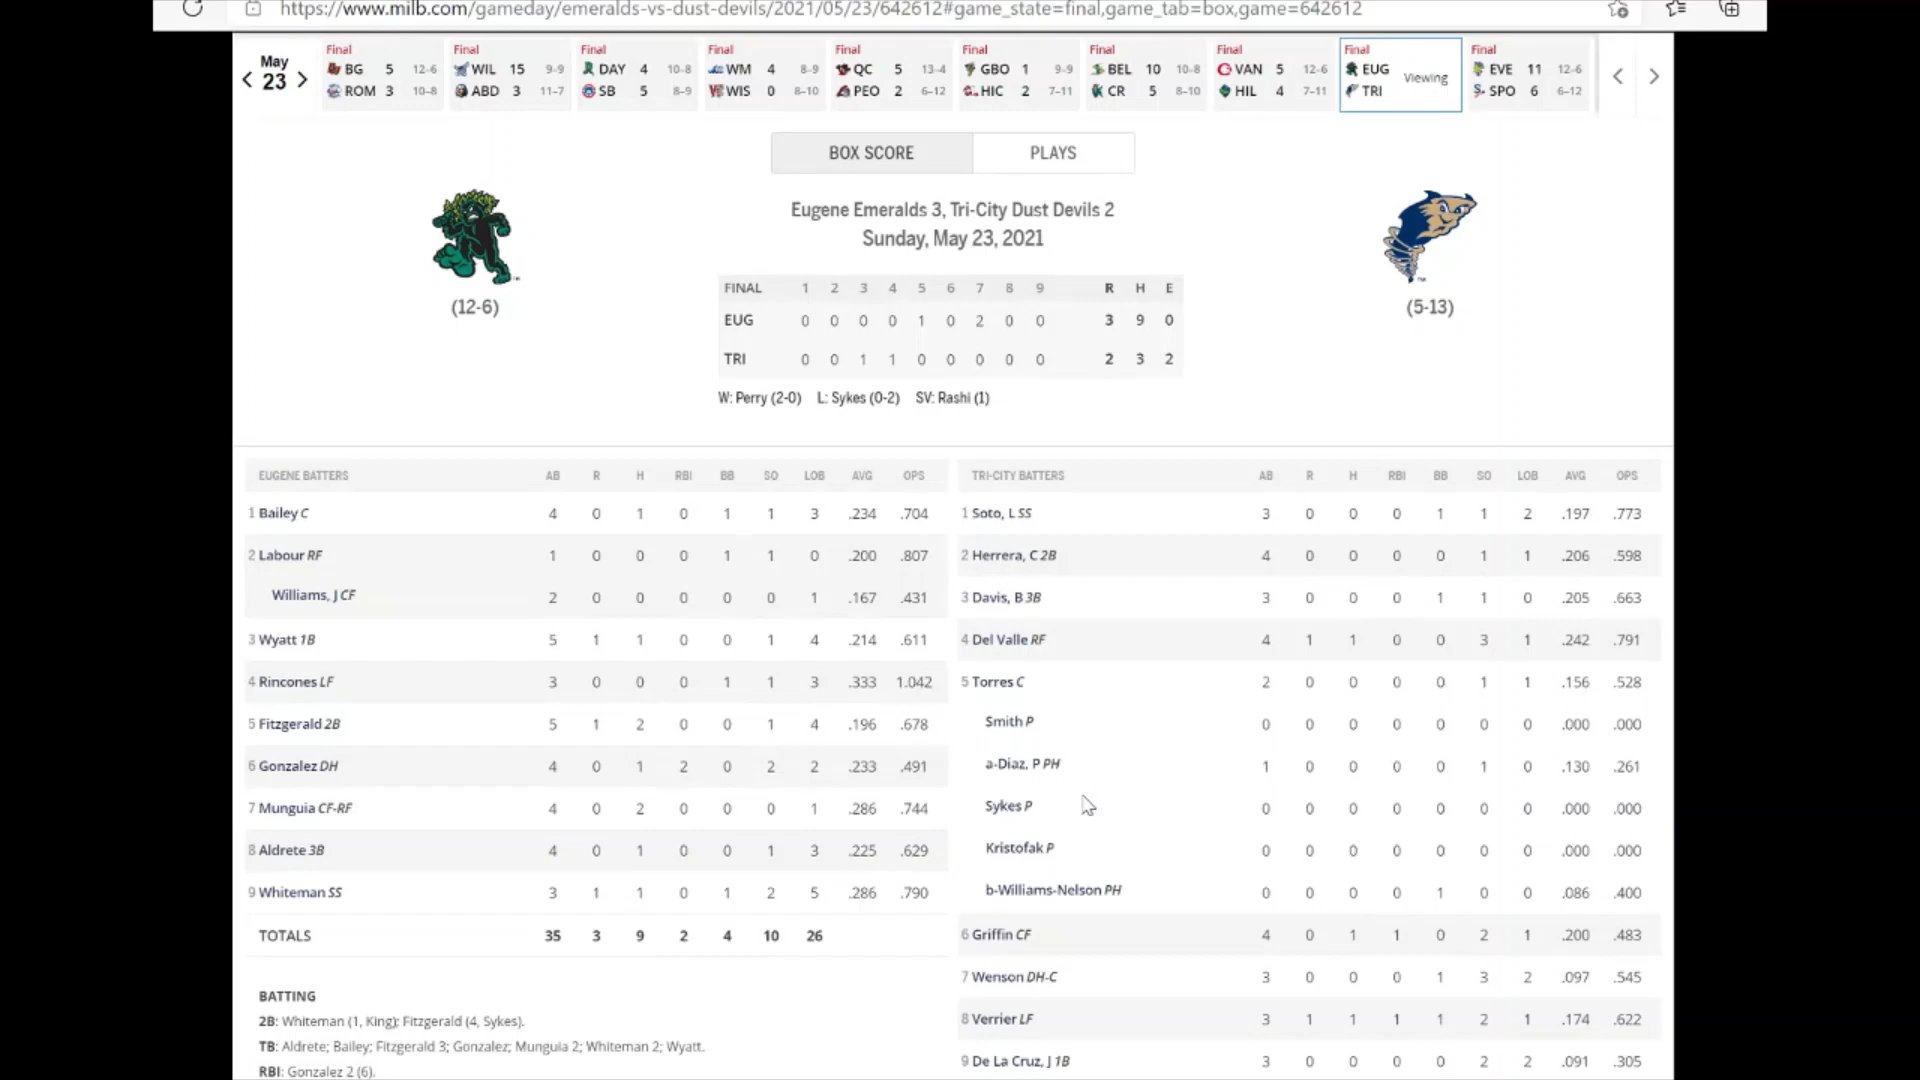 https://www.milb.com/gameday/emeralds-vs-dust-devils/2021/05/23/642612#game_state=final,game_tab=box,game=642612
May 23
Final
BG 5 12-6
ROM 3 10-8
Final
WIL 15 9-9
ABD 3 11-7
Final
DAY 4 10-8
SB 5 8-9
Final
WM 4 8-9
WIS 0 8-10
Final
QC 5 13-4
PEO 2 6-12
Final
GBO 1 9-9
HIC 2 7-11
Final
BEL 10 10-8
CR 5 8-10
Final
VAN 5 12-6
HIL 4 7-11
Final
EUG
Viewing
TRI
Final
EVE 11 12-6
SPO 6 6-12
BOX SCORE PLAYS
Eugene Emeralds 3, Tri-City Dust Devils 2
Sunday, May 23, 2021
(12-6)
(5-13)
FINAL 1 2 3 4 5 6 7 8 9 R H E
EUG 0 0 0 0 1 0 2 0 0 3 9 0
TRI 0 0 1 1 0 0 0 0 0 2 3 2
W: Perry (2-0) L: Sykes (0-2) SV: Rashi (1)
EUGENE BATTERS AB R H RBI BB SO LOB AVG OPS
1 Bailey C 4 0 1 0 1 1 3 .234 .704
2 Labour RF 1 0 0 0 1 1 0 .200 .807
Williams, J CF 2 0 0 0 0 0 1 .167 .431
3 Wyatt 1B 5 1 1 0 0 1 4 .214 .611
4 Rincones LF 3 0 0 0 1 1 3 .333 1.042
5 Fitzgerald 2B 5 1 2 0 0 1 4 .196 .678
6 Gonzalez DH 4 0 1 2 0 2 2 .233 .491
7 Munguia CF-RF 4 0 2 0 0 0 1 .286 .744
8 Aldrete 3B 4 0 1 0 0 1 3 .225 .629
9 Whiteman SS 3 1 1 0 1 2 5 .286 .790
TOTALS 35 3 9 2 4 10 26
BATTING
2B: Whiteman (1, King); Fitzgerald (4, Sykes).
TB: Aldrete; Bailey; Fitzgerald 3; Gonzalez; Munguia 2; Whiteman 2; Wyatt.
RBI: Gonzalez 2 (6).
TRI-CITY BATTERS AB R H RBI BB SO LOB AVG OPS
1 Soto, L SS 3 0 0 0 1 1 2 .197 .773
2 Herrera, C 2B 4 0 0 0 0 1 1 .206 .598
3 Davis, B 3B 3 0 0 0 1 1 0 .205 .663
4 Del Valle RF 4 1 1 0 0 3 1 .242 .791
5 Torres C 2 0 0 0 0 1 1 .156 .528
Smith P 0 0 0 0 0 0 0 .000 .000
a-Diaz, P PH 1 0 0 0 0 1 0 .130 .261
Sykes P 0 0 0 0 0 0 0 .000 .000
Kristofak P 0 0 0 0 0 0 0 .000 .000
b-Williams-Nelson PH 0 0 0 0 1 0 0 .086 .400
6 Griffin CF 4 0 1 1 0 2 1 .200 .483
7 Wenson DH-C 3 0 0 0 1 3 2 .097 .545
8 Verrier LF 3 1 1 1 1 2 1 .174 .622
9 De La Cruz, J 1B 3 0 0 0 0 2 2 .091 .305